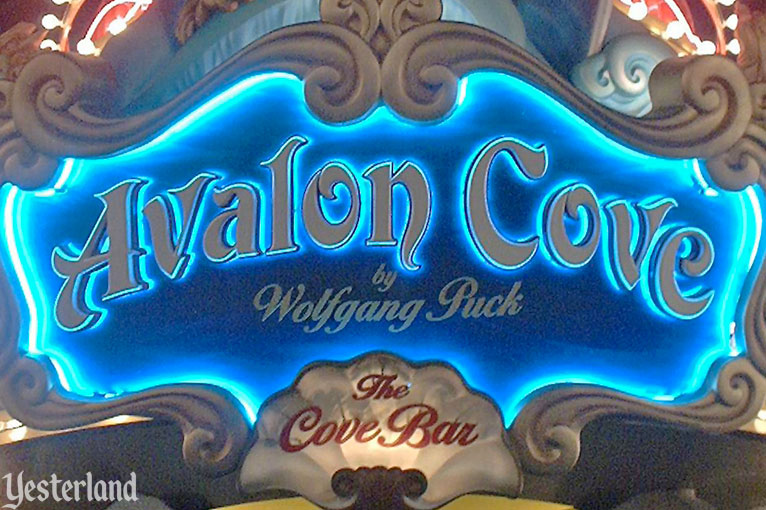 Avalon Cove
by
Wolfgang Puck
The
Cove Bar
Yesterland